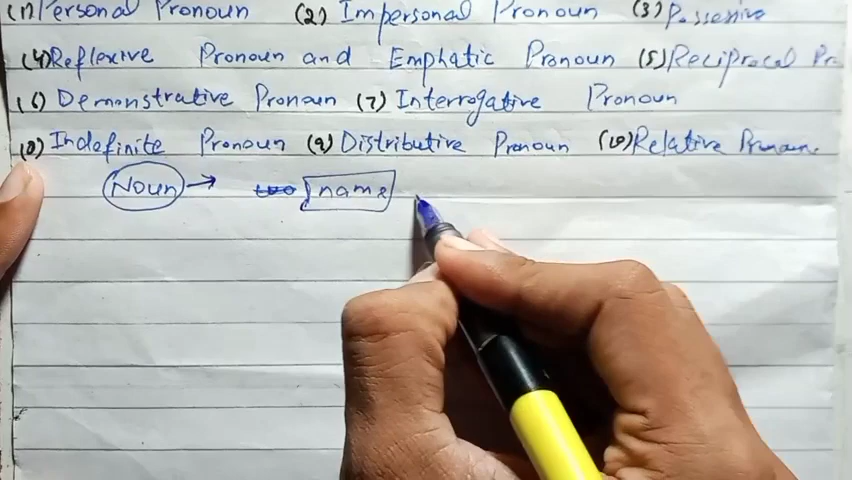 (1) Personal Pronoun (2) Impersonal Pronoun (3) Possessive
(4) Reflexive Pronoun and Emphatic Pronoun (5) Reciprocal Pr
(6) Demonstrative Pronoun (7) Interrogative Pronoun
(8) Indefinite Pronoun (9) Distributive Pronoun (10) Relative Pronoun
Noun → name